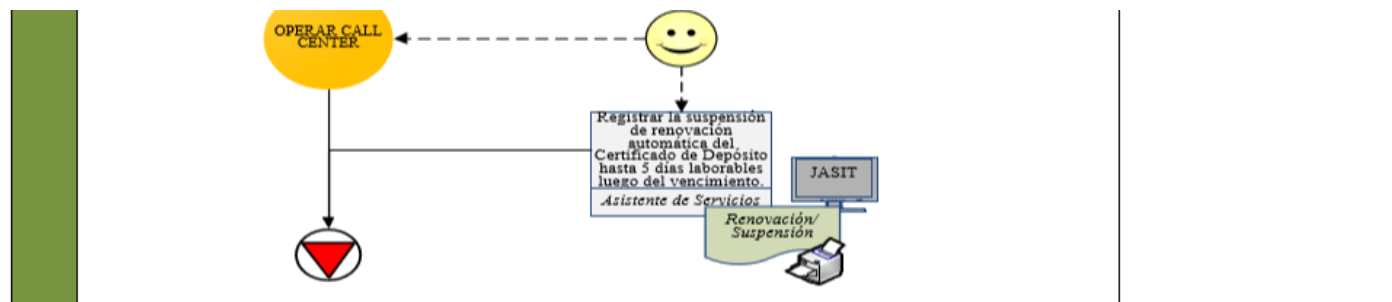 OPERAR CALL
CENTER
Registrar la suspensión
de renovación
automática del
Certificado de Depósito
hasta 5 días laborables
luego del vencimiento.
Asistente de Servicios
JASIT
Renovación/
Suspensión